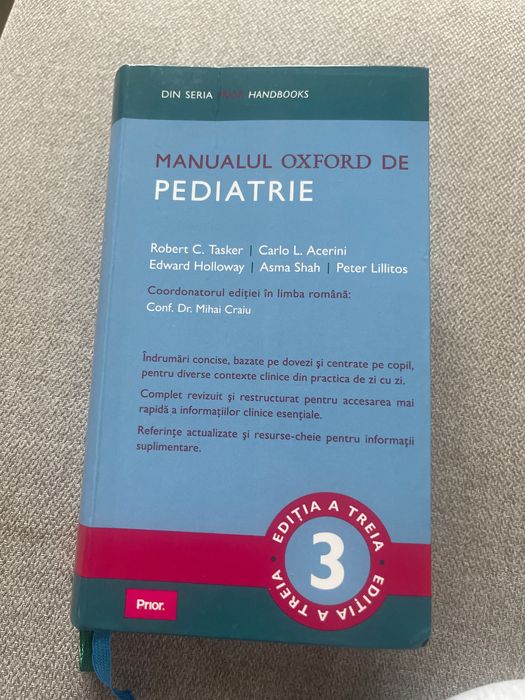 DIN SERIA PRIOR HANDBOOKS
MANUALUL OXFORD DE
PEDIATRIE
Robert C. Tasker | Carlo L. Acerini
Edward Holloway | Asma Shah | Peter Lillitos
Coordonatorul ediției în limba română:
Conf. Dr. Mihai Craiu
Îndrumări concise, bazate pe dovezi și centrate pe copil,
pentru diverse contexte clinice din practica de zi cu zi.
Complet revizuit și restructurat pentru accesarea mai
rapidă a informațiilor clinice esențiale.
Referințe actualizate și resurse-cheie pentru informații
suplimentare.
EDIȚIA A TREIA
3
EDIȚIA A TREIA
PRIOR.